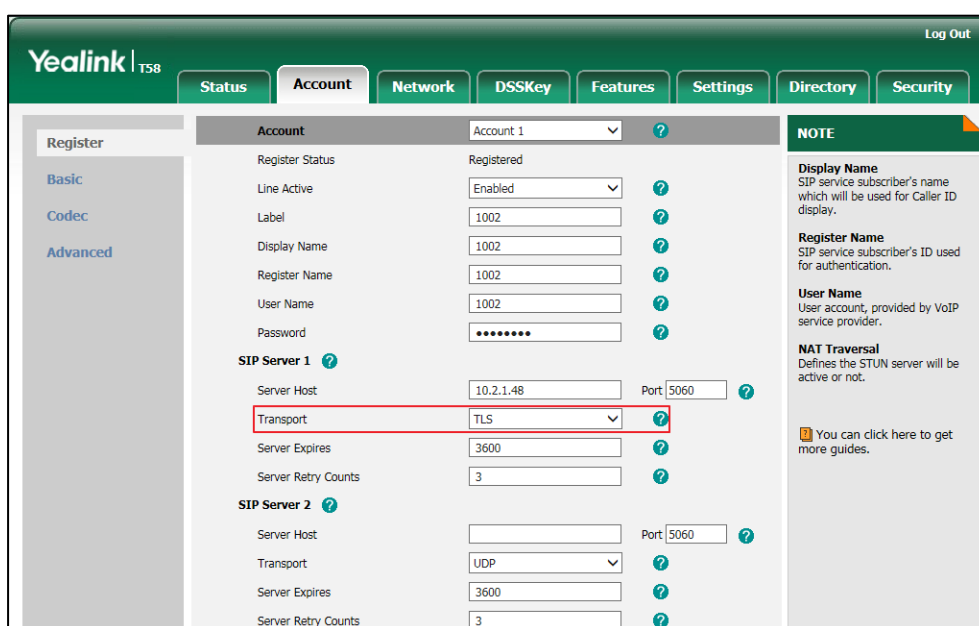 Log Out
Yealink | T58
Status Account Network DSSKey Features Settings Directory Security
Register
Basic
Codec
Advanced
Account Account 1 ?
Register Status Registered
Line Active Enabled ?
Label 1002 ?
Display Name 1002 ?
Register Name 1002 ?
User Name 1002 ?
Password •••••••• ?
SIP Server 1 ?
Server Host 10.2.1.48 Port 5060 ?
Transport TLS ?
Server Expires 3600 ?
Server Retry Counts 3 ?
SIP Server 2 ?
Server Host Port 5060 ?
Transport UDP ?
Server Expires 3600 ?
Server Retry Counts 3 ?
NOTE
Display Name
SIP service subscriber's name
which will be used for Caller ID
display.
Register Name
SIP service subscriber's ID used
for authentication.
User Name
User account, provided by VoIP
service provider.
NAT Traversal
Defines the STUN server will be
active or not.
? You can click here to get
more guides.